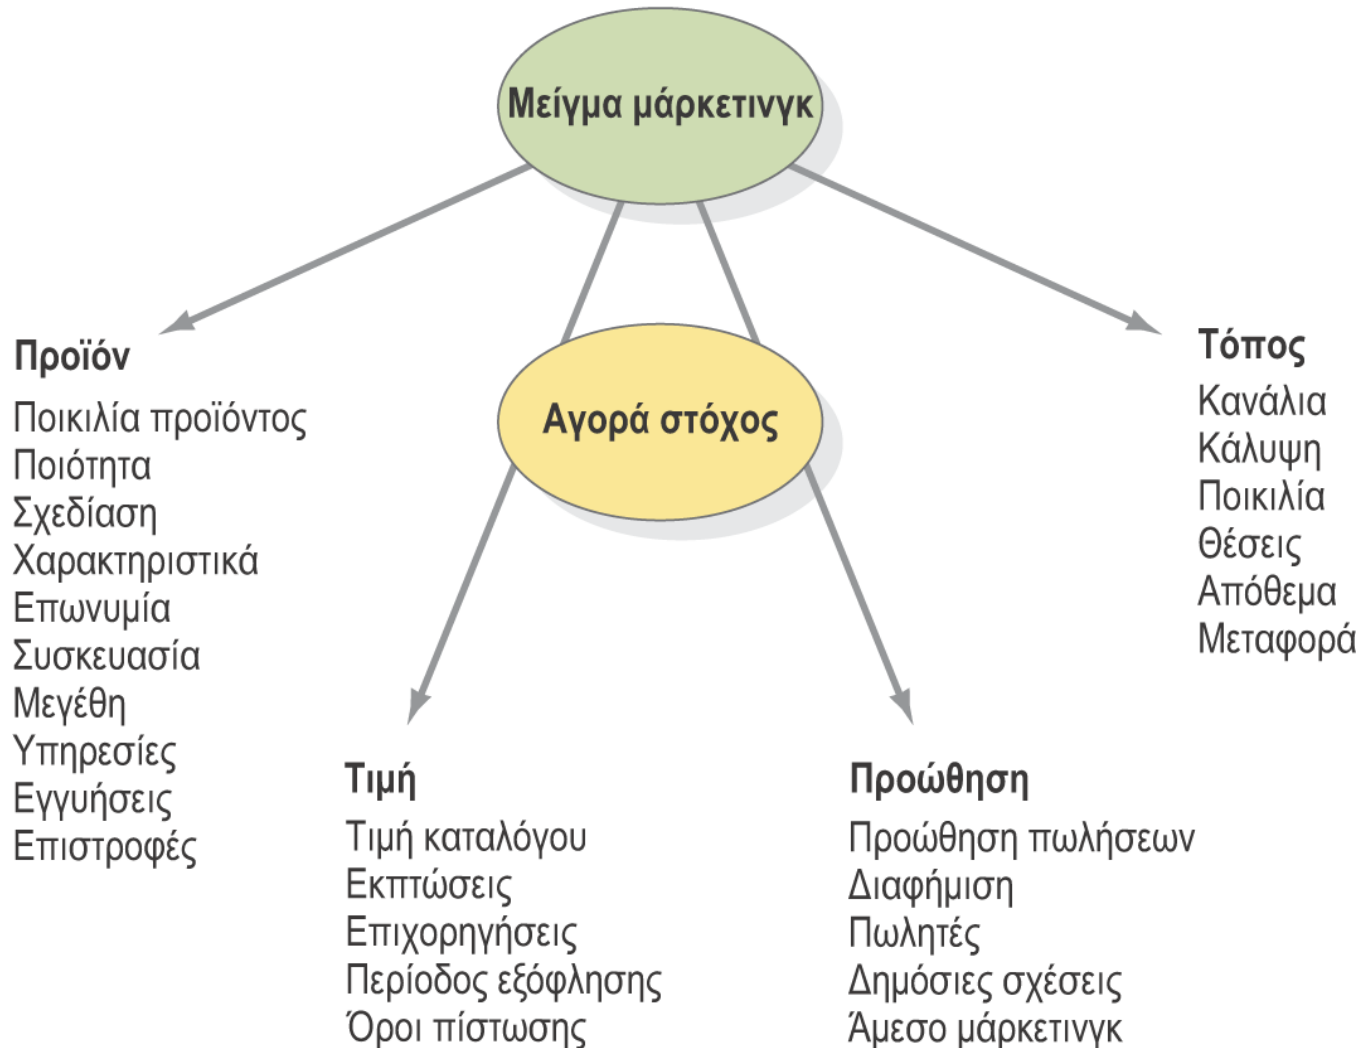 Μείγμα μάρκετινγκ
Αγορά στόχος
Προϊόν
Ποικιλία προϊόντος
Ποιότητα
Σχεδίαση
Χαρακτηριστικά
Επωνυμία
Συσκευασία
Μεγέθη
Υπηρεσίες
Εγγυήσεις
Επιστροφές
Τιμή
Τιμή καταλόγου
Εκπτώσεις
Επιχορηγήσεις
Περίοδος εξόφλησης
Όροι πίστωσης
Προώθηση
Προώθηση πωλήσεων
Διαφήμιση
Πωλητές
Δημόσιες σχέσεις
Άμεσο μάρκετινγκ
Τόπος
Κανάλια
Κάλυψη
Ποικιλία
Θέσεις
Απόθεμα
Μεταφορά